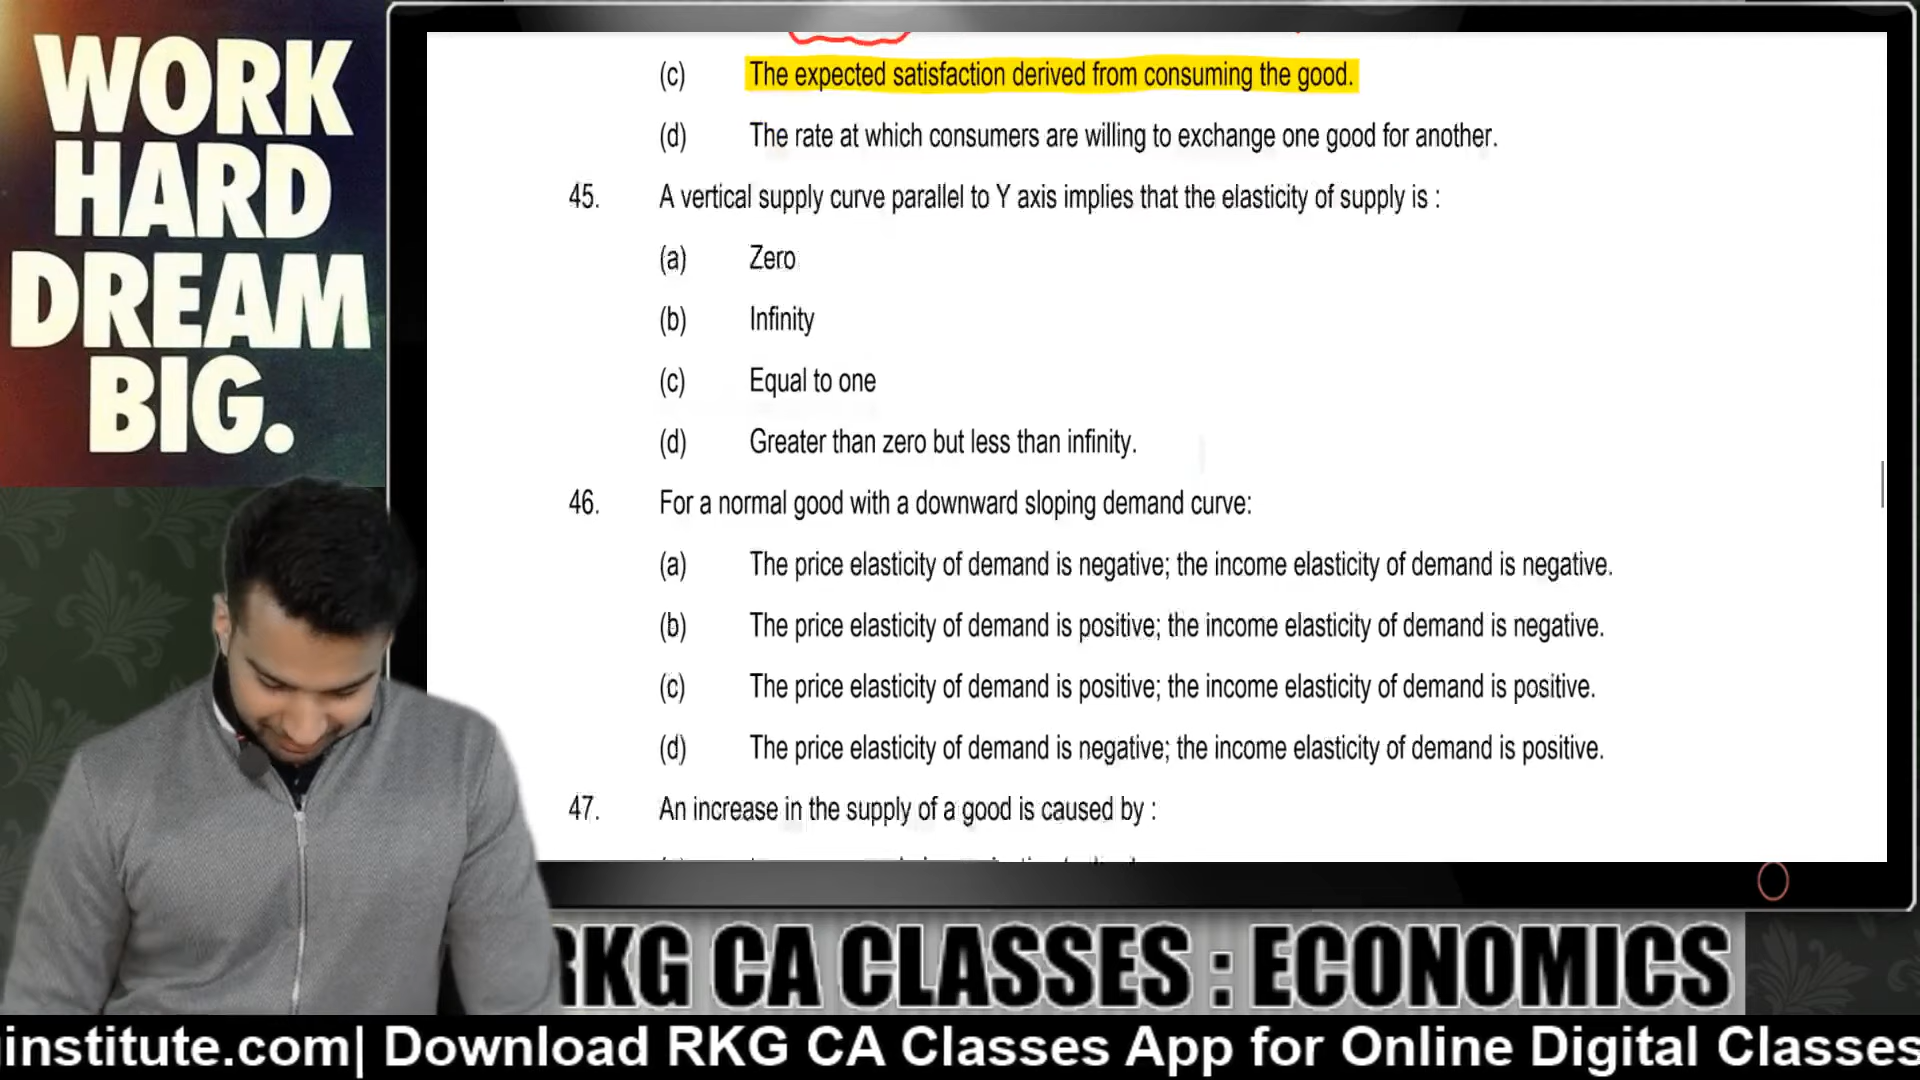 WORK
HARD
DREAM
BIG.
(c) The expected satisfaction derived from consuming the good.
(d) The rate at which consumers are willing to exchange one good for another.
45. A vertical supply curve parallel to Y axis implies that the elasticity of supply is :
(a) Zero
(b) Infinity
(c) Equal to one
(d) Greater than zero but less than infinity.
46. For a normal good with a downward sloping demand curve:
(a) The price elasticity of demand is negative; the income elasticity of demand is negative.
(b) The price elasticity of demand is positive; the income elasticity of demand is negative.
(c) The price elasticity of demand is positive; the income elasticity of demand is positive.
(d) The price elasticity of demand is negative; the income elasticity of demand is positive.
47. An increase in the supply of a good is caused by :
RKG CA CLASSES : ECONOMICS
institute.com| Download RKG CA Classes App for Online Digital Classes